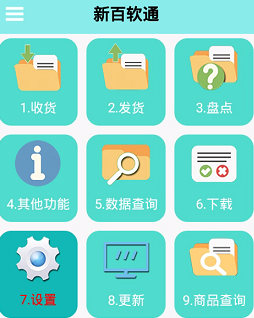 新百软通
1.收货
2.发货
3.盘点
4.其他功能
5.数据查询
6.下载
7.设置
8.更新
9.商品查询